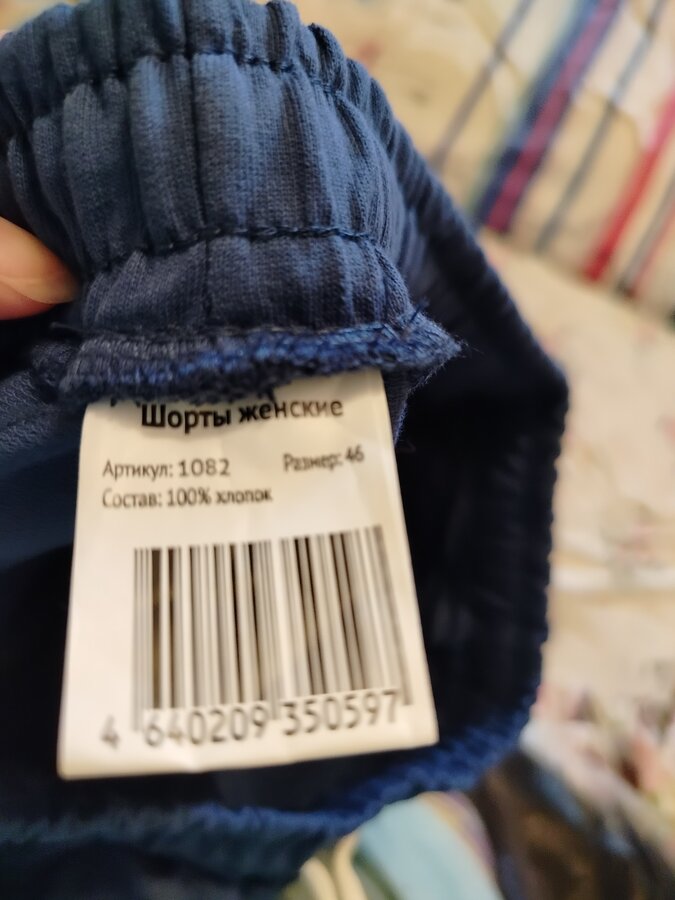 Шорты женские
Артикул: 1082 Размер: 46
Состав: 100% хлопок
4 640209 350597